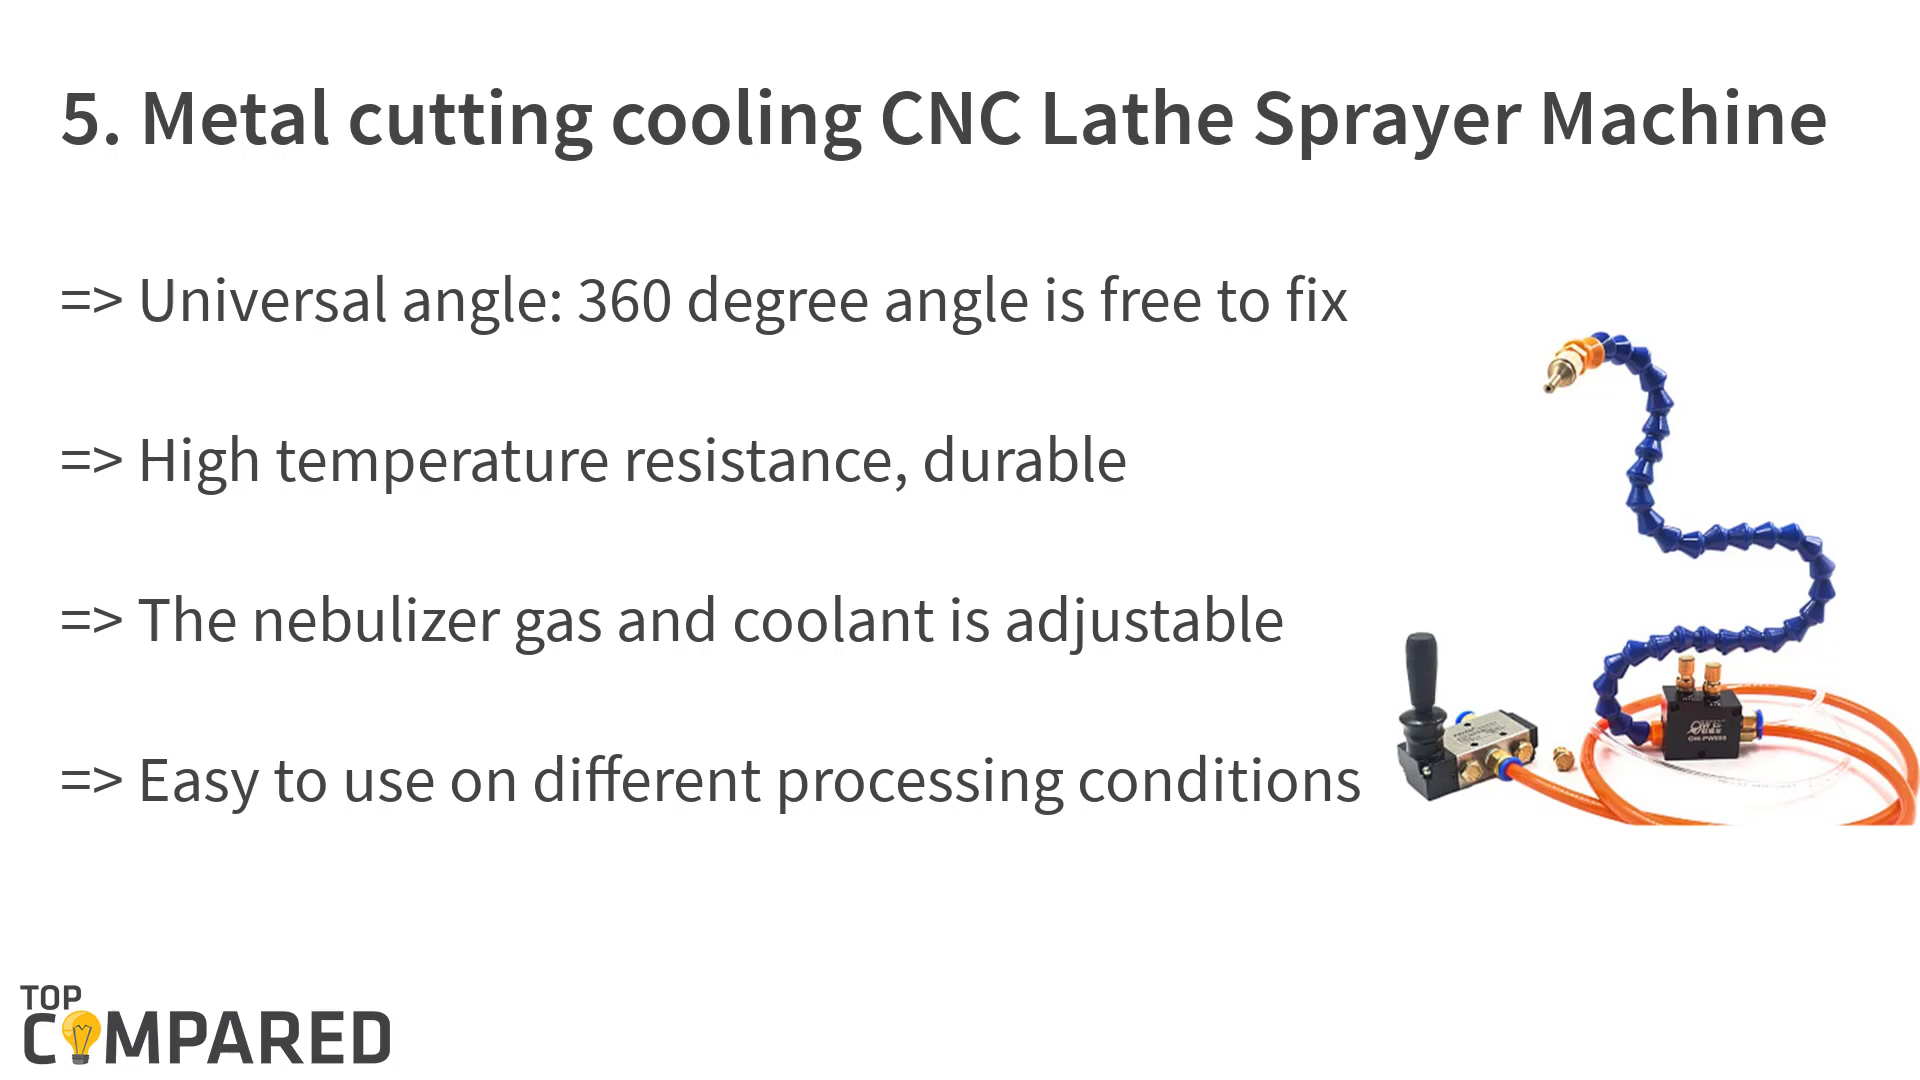 5. Metal cutting cooling CNC Lathe Sprayer Machine
=> Universal angle: 360 degree angle is free to fix
=> High temperature resistance, durable
=> The nebulizer gas and coolant is adjustable
=> Easy to use on different processing conditions
TOP
COMPARED